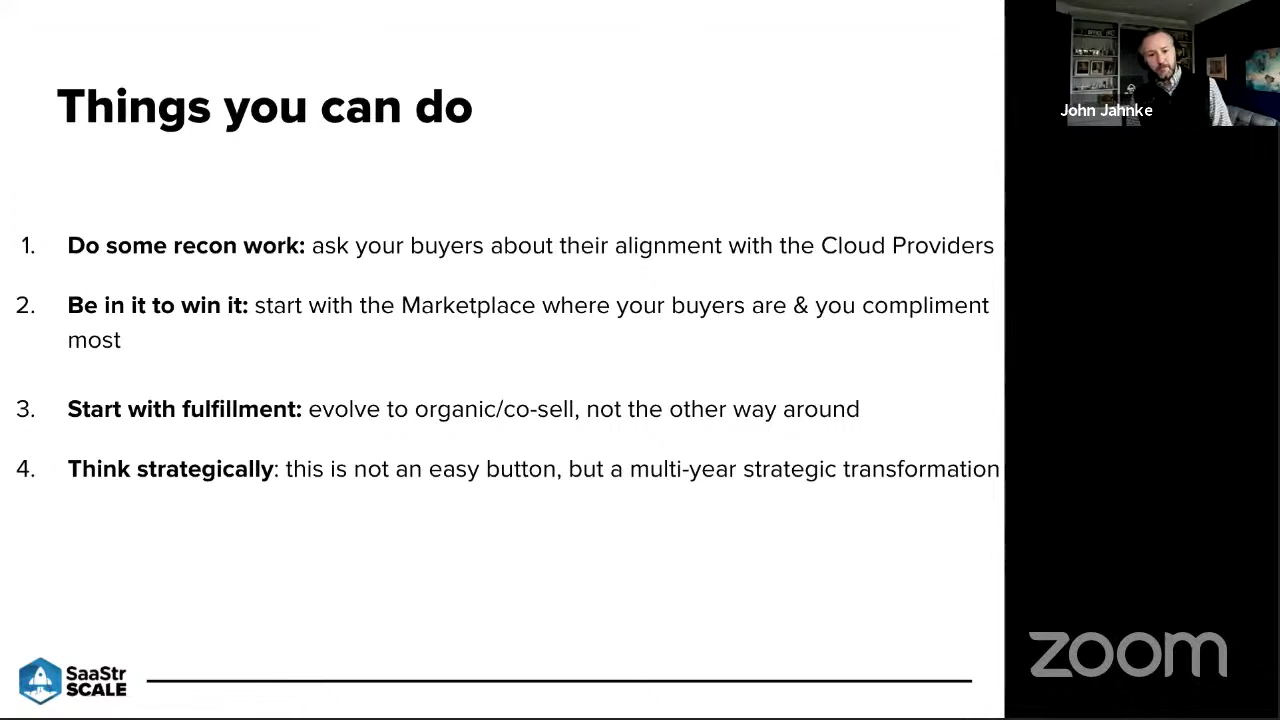 Things you can do
John Jahnke
1. Do some recon work: ask your buyers about their alignment with the Cloud Providers
2. Be in it to win it: start with the Marketplace where your buyers are & you compliment
most
3. Start with fulfillment: evolve to organic/co-sell, not the other way around
4. Think strategically: this is not an easy button, but a multi-year strategic transformation
SaaStr
SCALE
zoom